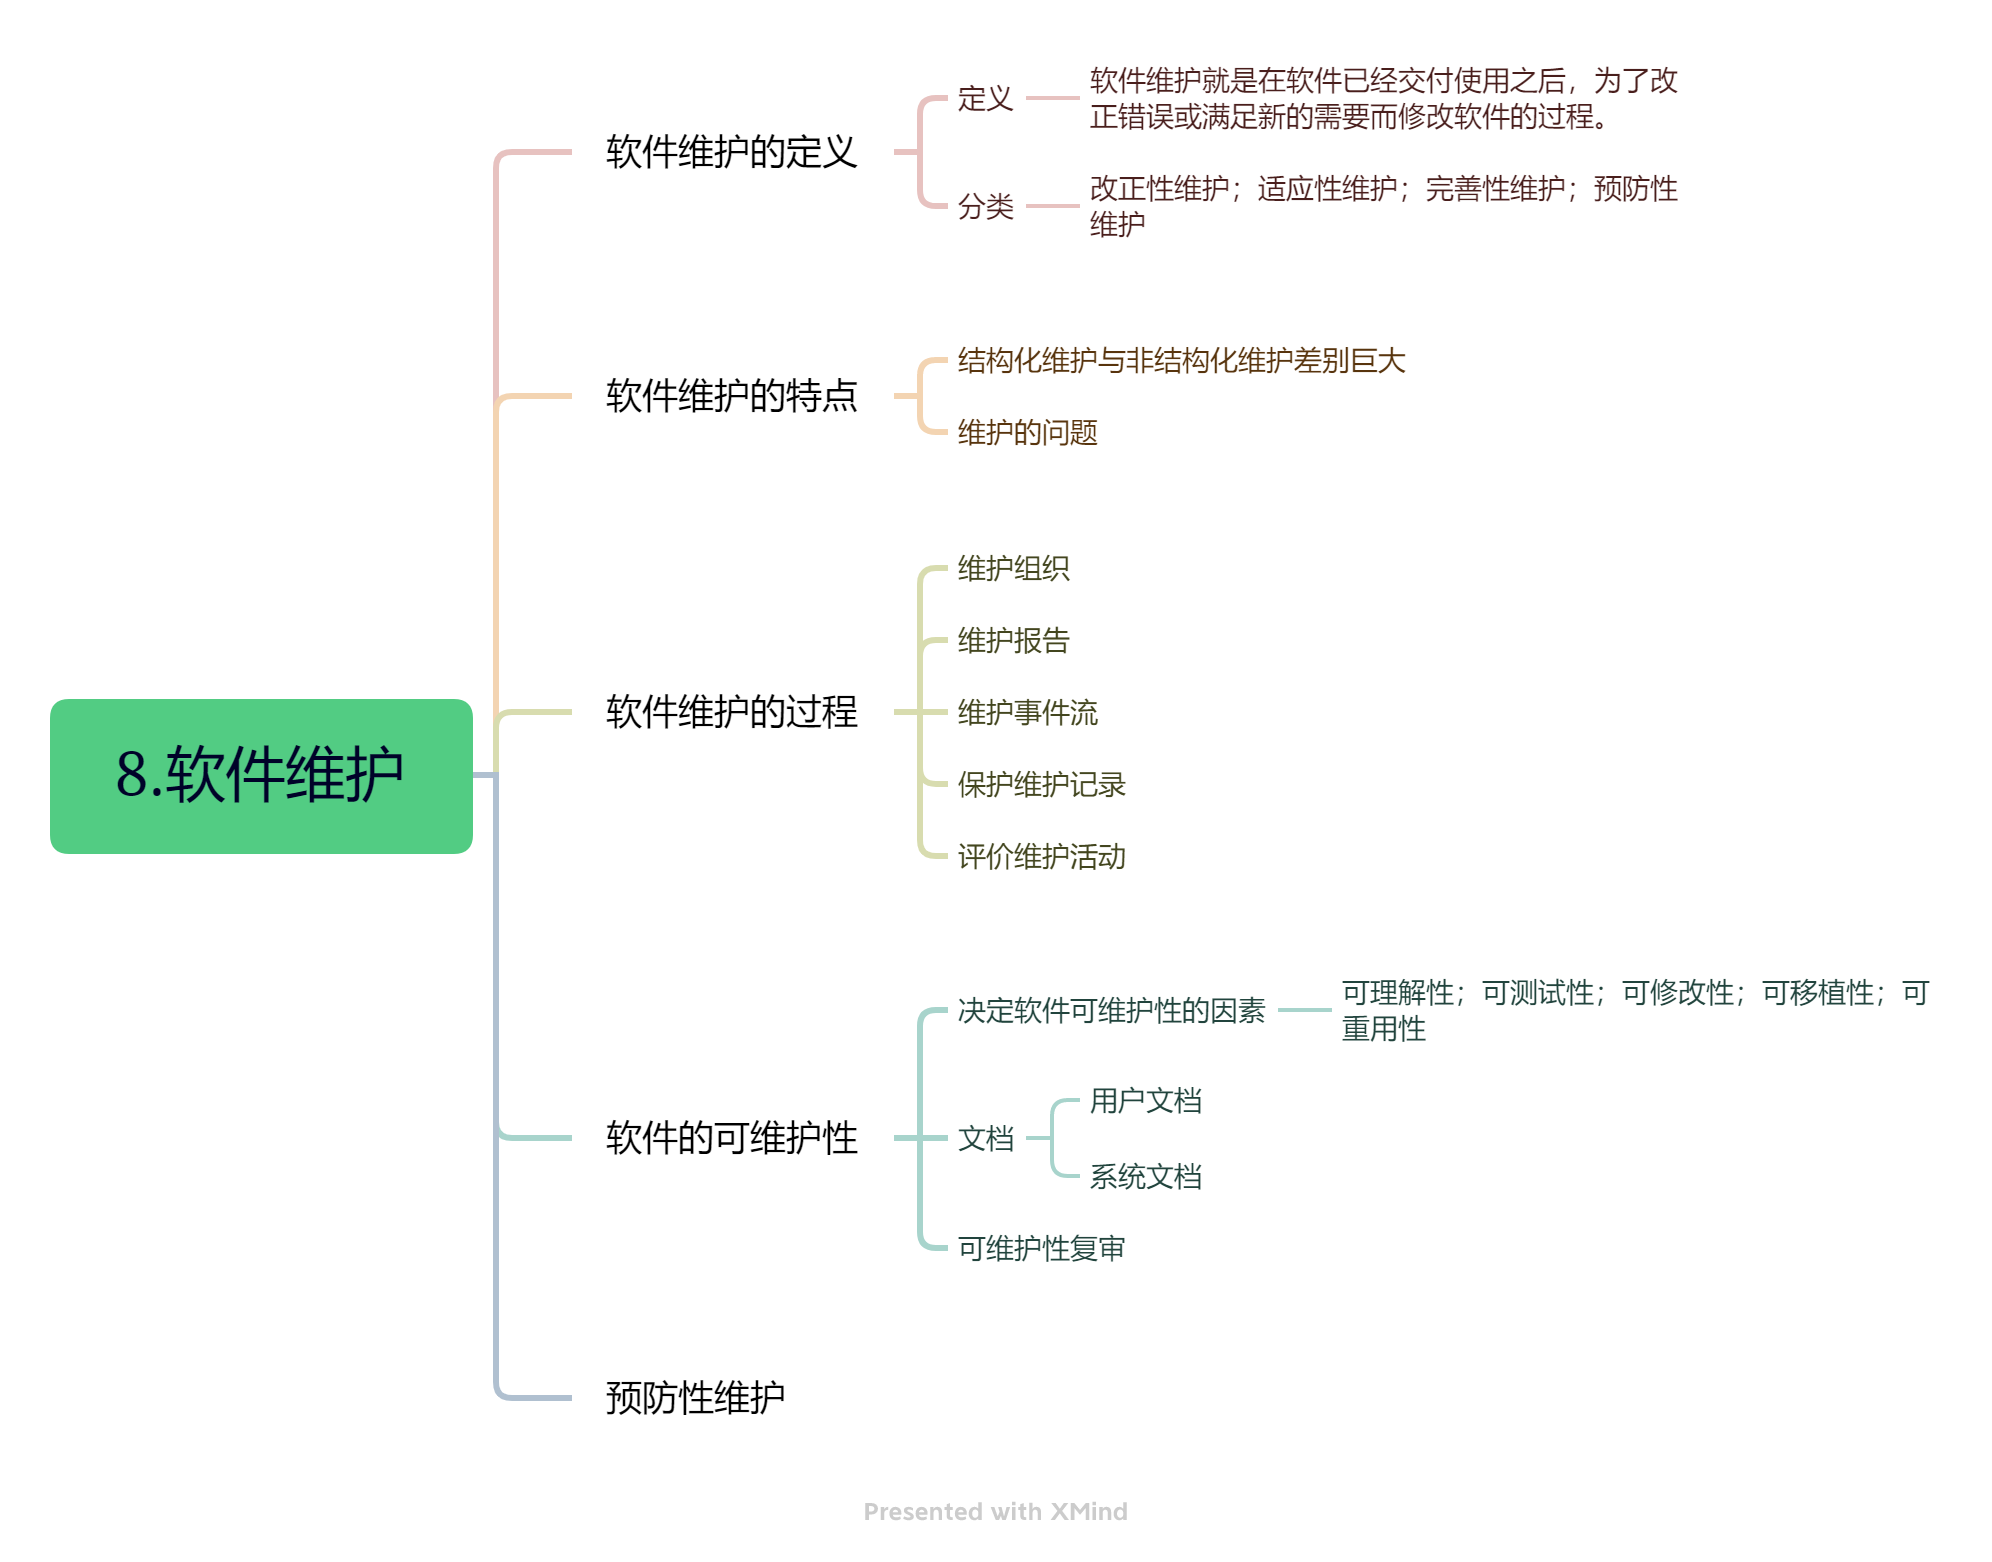 8.软件维护
软件维护的定义
定义
软件维护就是在软件已经交付使用之后，为了改
正错误或满足新的需要而修改软件的过程。
分类
改正性维护；适应性维护；完善性维护；预防性
维护
软件维护的特点
结构化维护与非结构化维护差别巨大
维护的问题
软件维护的过程
维护组织
维护报告
维护事件流
保护维护记录
评价维护活动
软件的可维护性
决定软件可维护性的因素
可理解性；可测试性；可修改性；可移植性；可
重用性
文档
用户文档
系统文档
可维护性复审
预防性维护
Presented with XMind